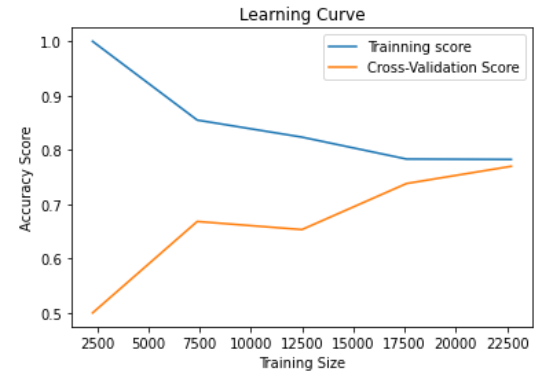 Learning Curve
Trainning score
Cross-Validation Score
Accuracy Score
1.0
0.9
0.8
0.7
0.6
0.5
2500 5000 7500 10000 12500 15000 17500 20000 22500
Training Size